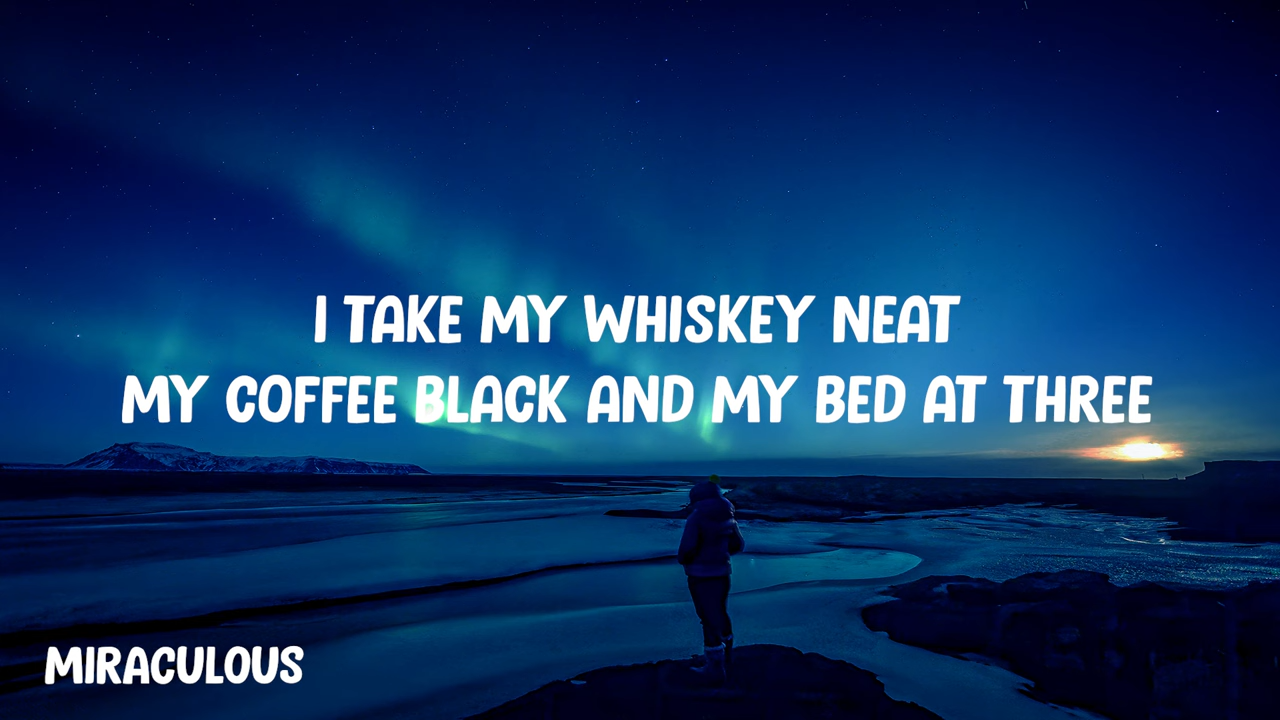 I TAKE MY WHISKEY NEAT
MY COFFEE BLACK AND MY BED AT THREE
MIRACULOUS